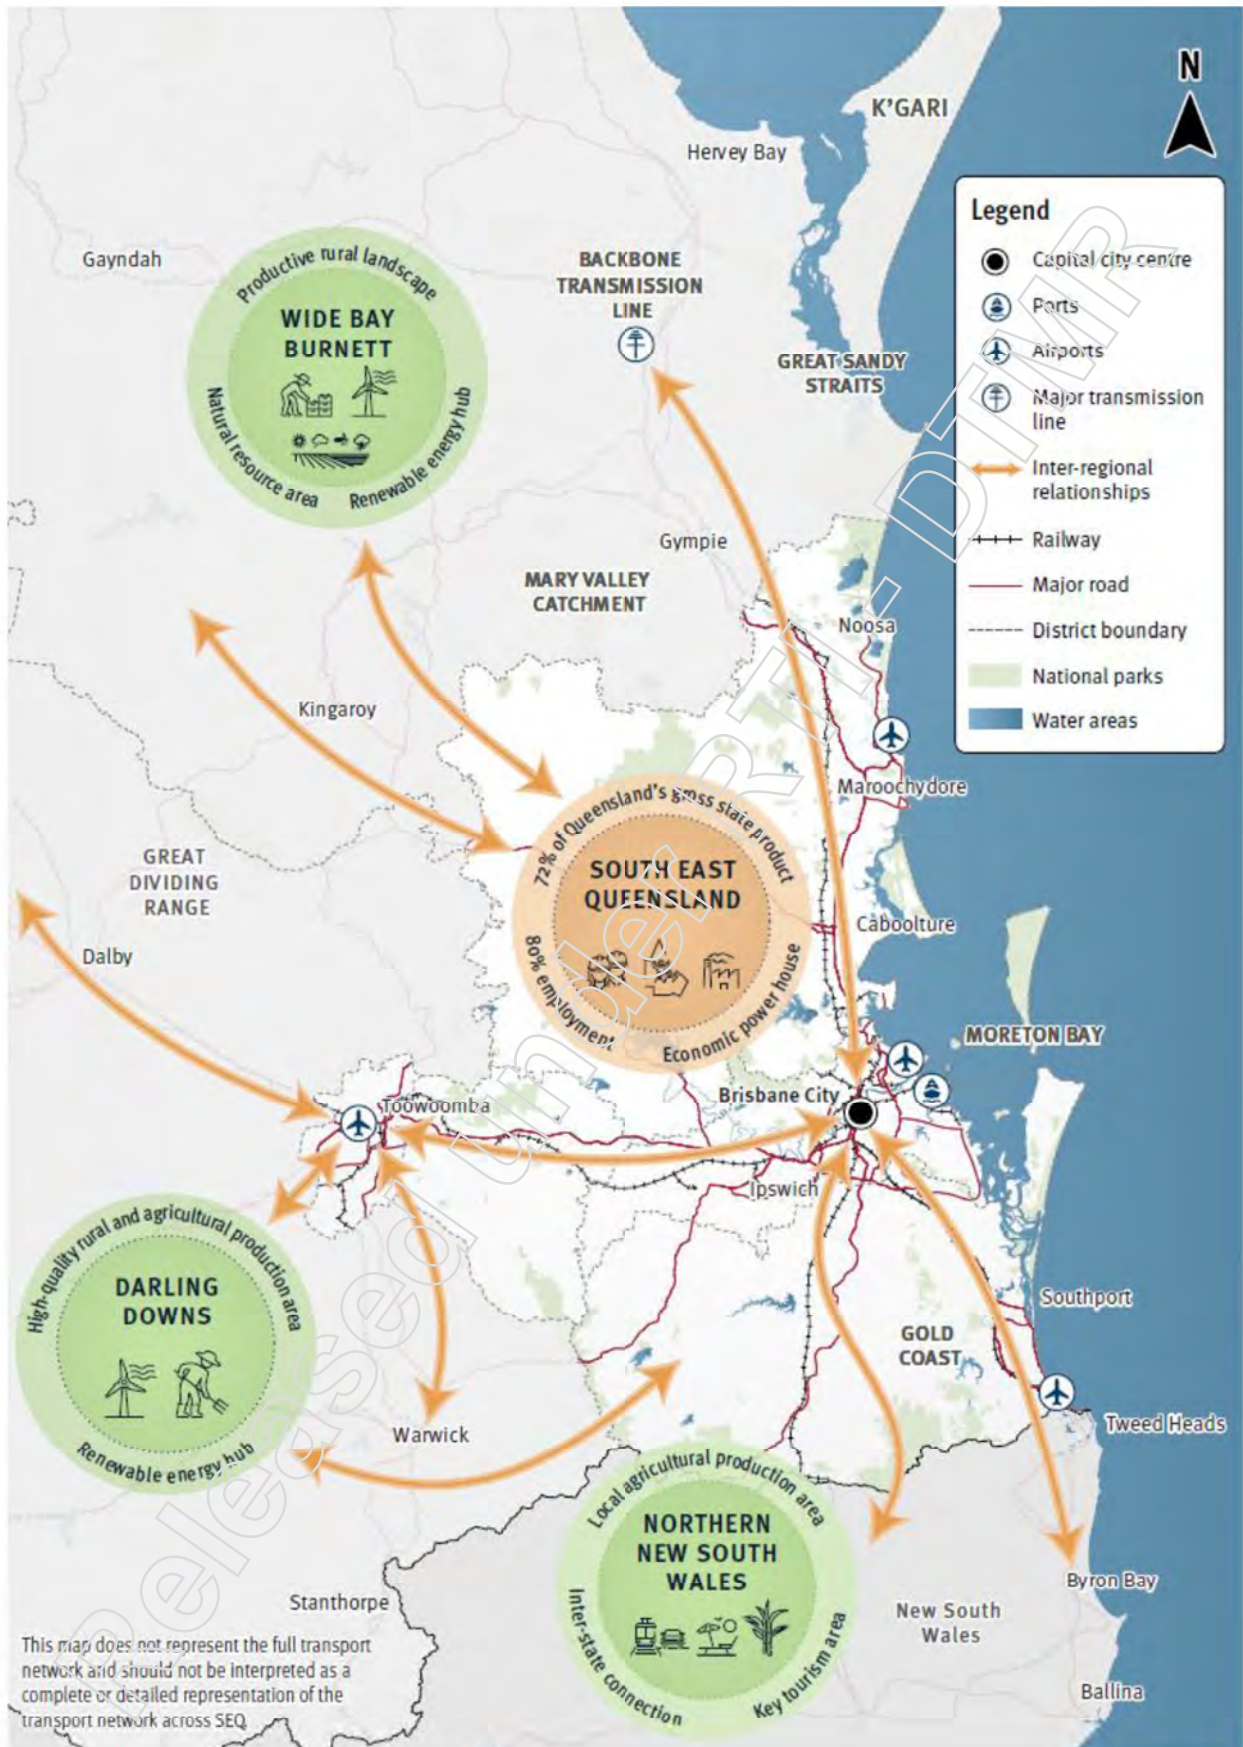 N
K'GARI
Hervey Bay
Legend
Capital city centre
Ports
Airports
Major transmission
line
Inter-regional
relationships
Railway
Major road
District boundary
National parks
Water areas
Gayndah
BACKBONE
TRANSMISSION
LINE
GREAT SANDY
STRAITS
Productive rural landscape
WIDE BAY
BURNETT
Natural resource area
Renewable energy hub
Gympie
MARY VALLEY
CATCHMENT
Noosa
Kingaroy
Maroochydore
72% of Queensland's gross state product
SOUTH EAST
QUEENSLAND
80% employment
Economic power house
GREAT
DIVIDING
RANGE
Caboolture
Dalby
MORETON BAY
Brisbane City
Toowoomba
Ipswich
High-quality rural and agricultural production area
DARLING
DOWNS
Renewable energy hub
Southport
GOLD
COAST
Warwick
Tweed Heads
Local agricultural production area
NORTHERN
NEW SOUTH
WALES
Inter-state connection
Key tourism area
Byron Bay
Stanthorpe
New South
Wales
Ballina
This map does not represent the full transport
network and should not be interpreted as a
complete or detailed representation of the
transport network across SEQ
Released under RTI - DTMR